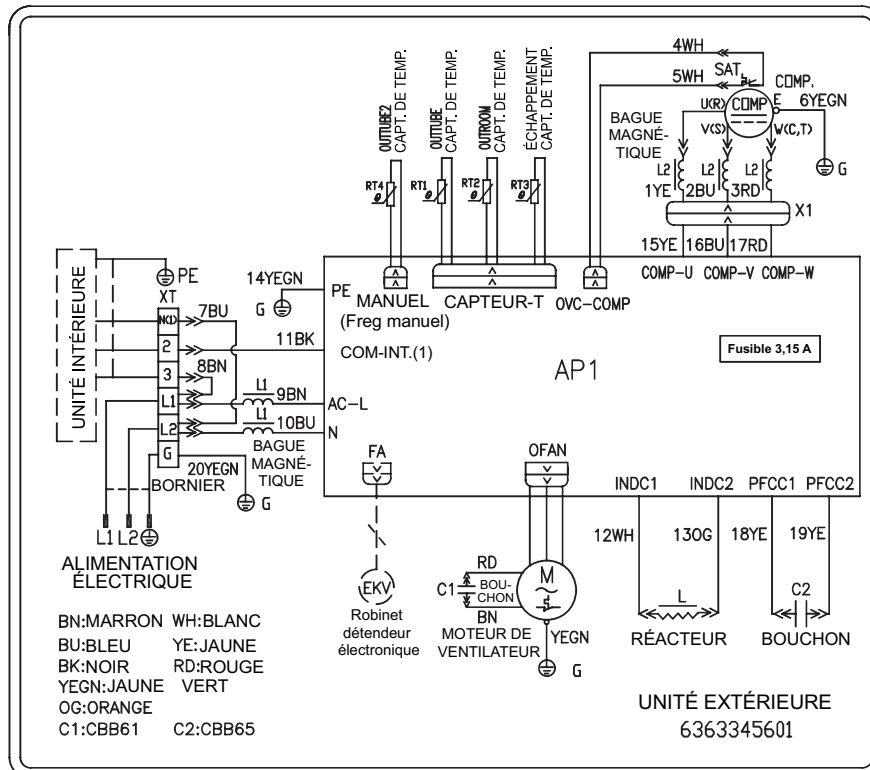 4WH
5WH
SAT
COMP.
U(R)
COMP
E
6YEGN
V(S)
W(C,T)
BAGUE
MAGNÉ-
TIQUE
G
L2
L2
L2
1YE
2BU
3RD
X1
15YE
16BU
17RD
OUTTUBE2
CAPT. DE TEMP.
OUTTUBE
CAPT. DE TEMP.
OUTROOM
CAPT. DE TEMP.
ÉCHAPPEMENT
CAPT. DE TEMP.
RT4
θ
RT1
θ
RT2
θ
RT3
θ
COMP-U
COMP-V
COMP-W
PE
MANUEL
(Freg manuel)
CAPTEUR-T
OVC-COMP
14YEGN
G
COM-INT.(1)
AP1
Fusible 3,15 A
AC-L
N
UNITÉ INTÉRIEURE
PE
XT
N(1)
7BU
2
11BK
3
8BN
L1
L1
9BN
L2
L1
10BU
G
20YEGN
BAGUE
MAGNÉ-
TIQUE
BORNIER
G
L1
L2
ALIMENTATION
ÉLECTRIQUE
FA
OFAN
INDC1
INDC2
PFCC1
PFCC2
12WH
13OG
18YE
19YE
EKV
Robinet
détendeur
électronique
RD
C1
BOU-
CHON
BN
M
YEGN
MOTEUR DE
VENTILATEUR
G
L
RÉACTEUR
C2
BOUCHON
BN:MARRON WH:BLANC
BU:BLEU YE:JAUNE
BK:NOIR RD:ROUGE
YEGN:JAUNE VERT
OG:ORANGE
C1:CBB61 C2:CBB65
UNITÉ EXTÉRIEURE
6363345601